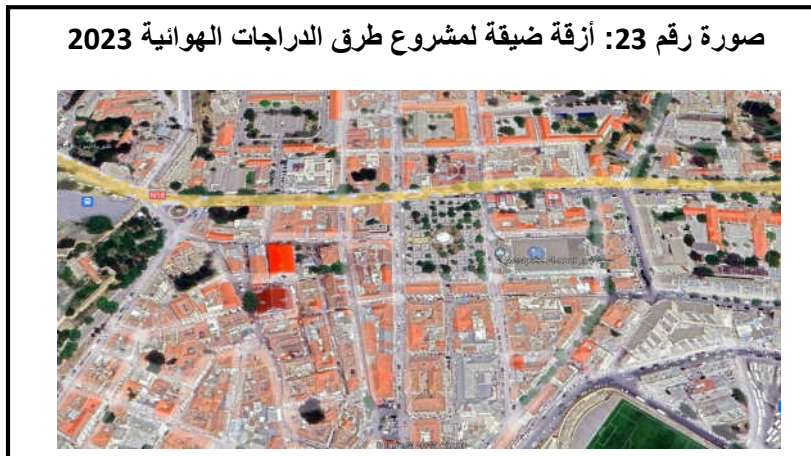 صورة رقم 23: أزقة ضيقة لمشروع طرق الدراجات الهوائية 2023